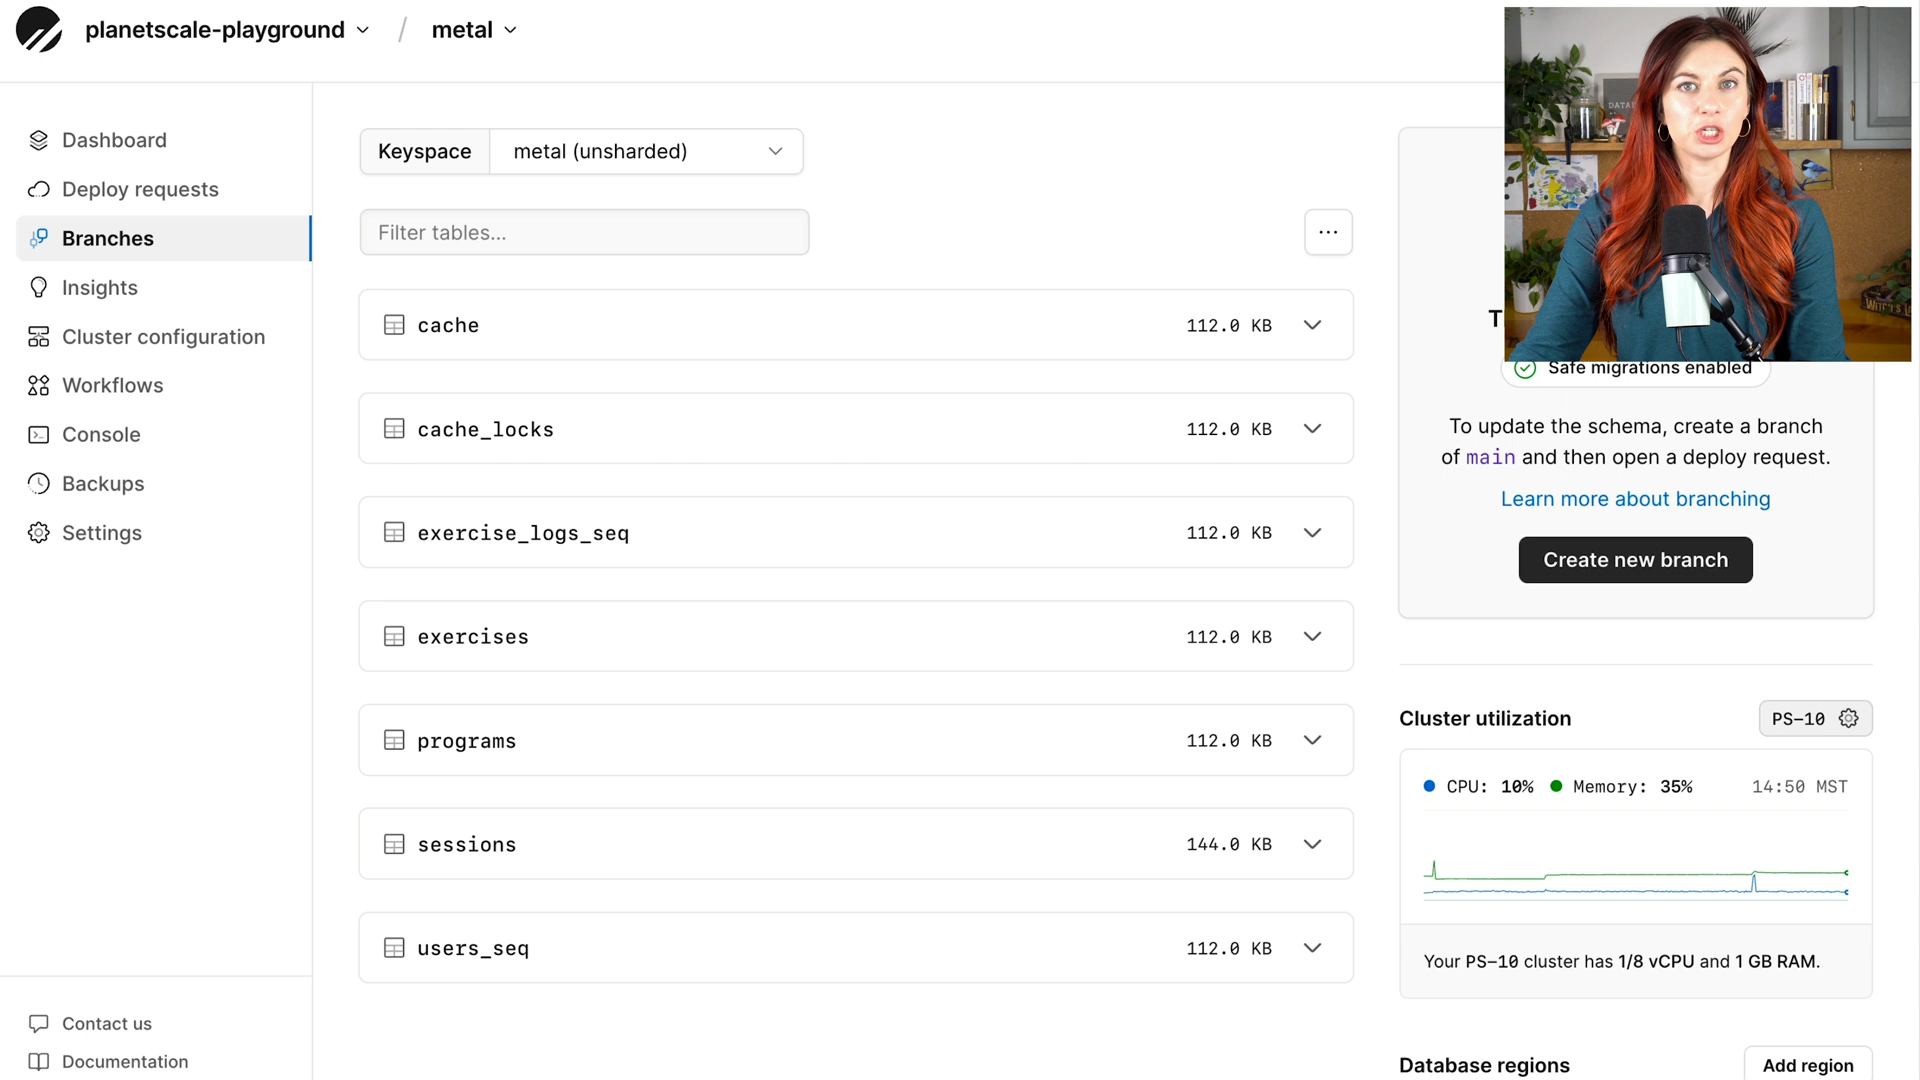 planetscale-playground / metal
Dashboard
Deploy requests
Branches
Insights
Cluster configuration
Workflows
Console
Backups
Settings
Contact us
Documentation
Keyspace metal (unsharded)
Filter tables...
cache 112.0 KB
cache_locks 112.0 KB
exercise_logs_seq 112.0 KB
exercises 112.0 KB
programs 112.0 KB
sessions 144.0 KB
users_seq 112.0 KB
Safe migrations enabled
To update the schema, create a branch
of main and then open a deploy request.
Learn more about branching
Create new branch
Cluster utilization PS-10
CPU: 10% Memory: 35% 14:50 MST
Your PS-10 cluster has 1/8 vCPU and 1 GB RAM.
Database regions Add region